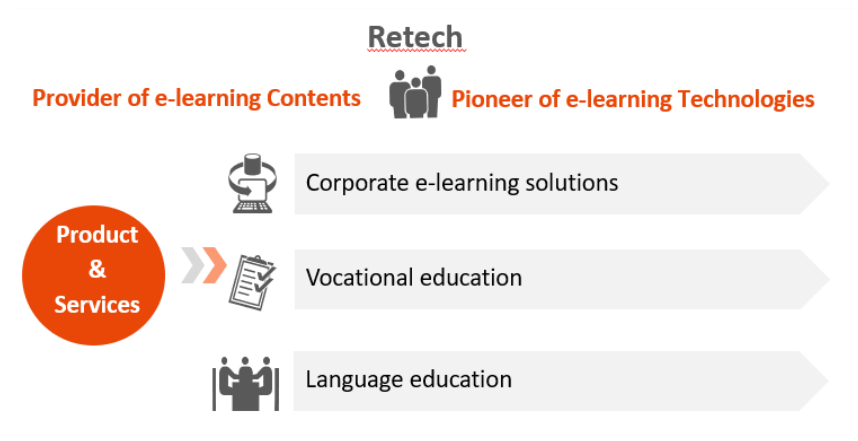 Retech
Provider of e-learning Contents
Pioneer of e-learning Technologies
Corporate e-learning solutions
Product
&
Services
Vocational education
Language education